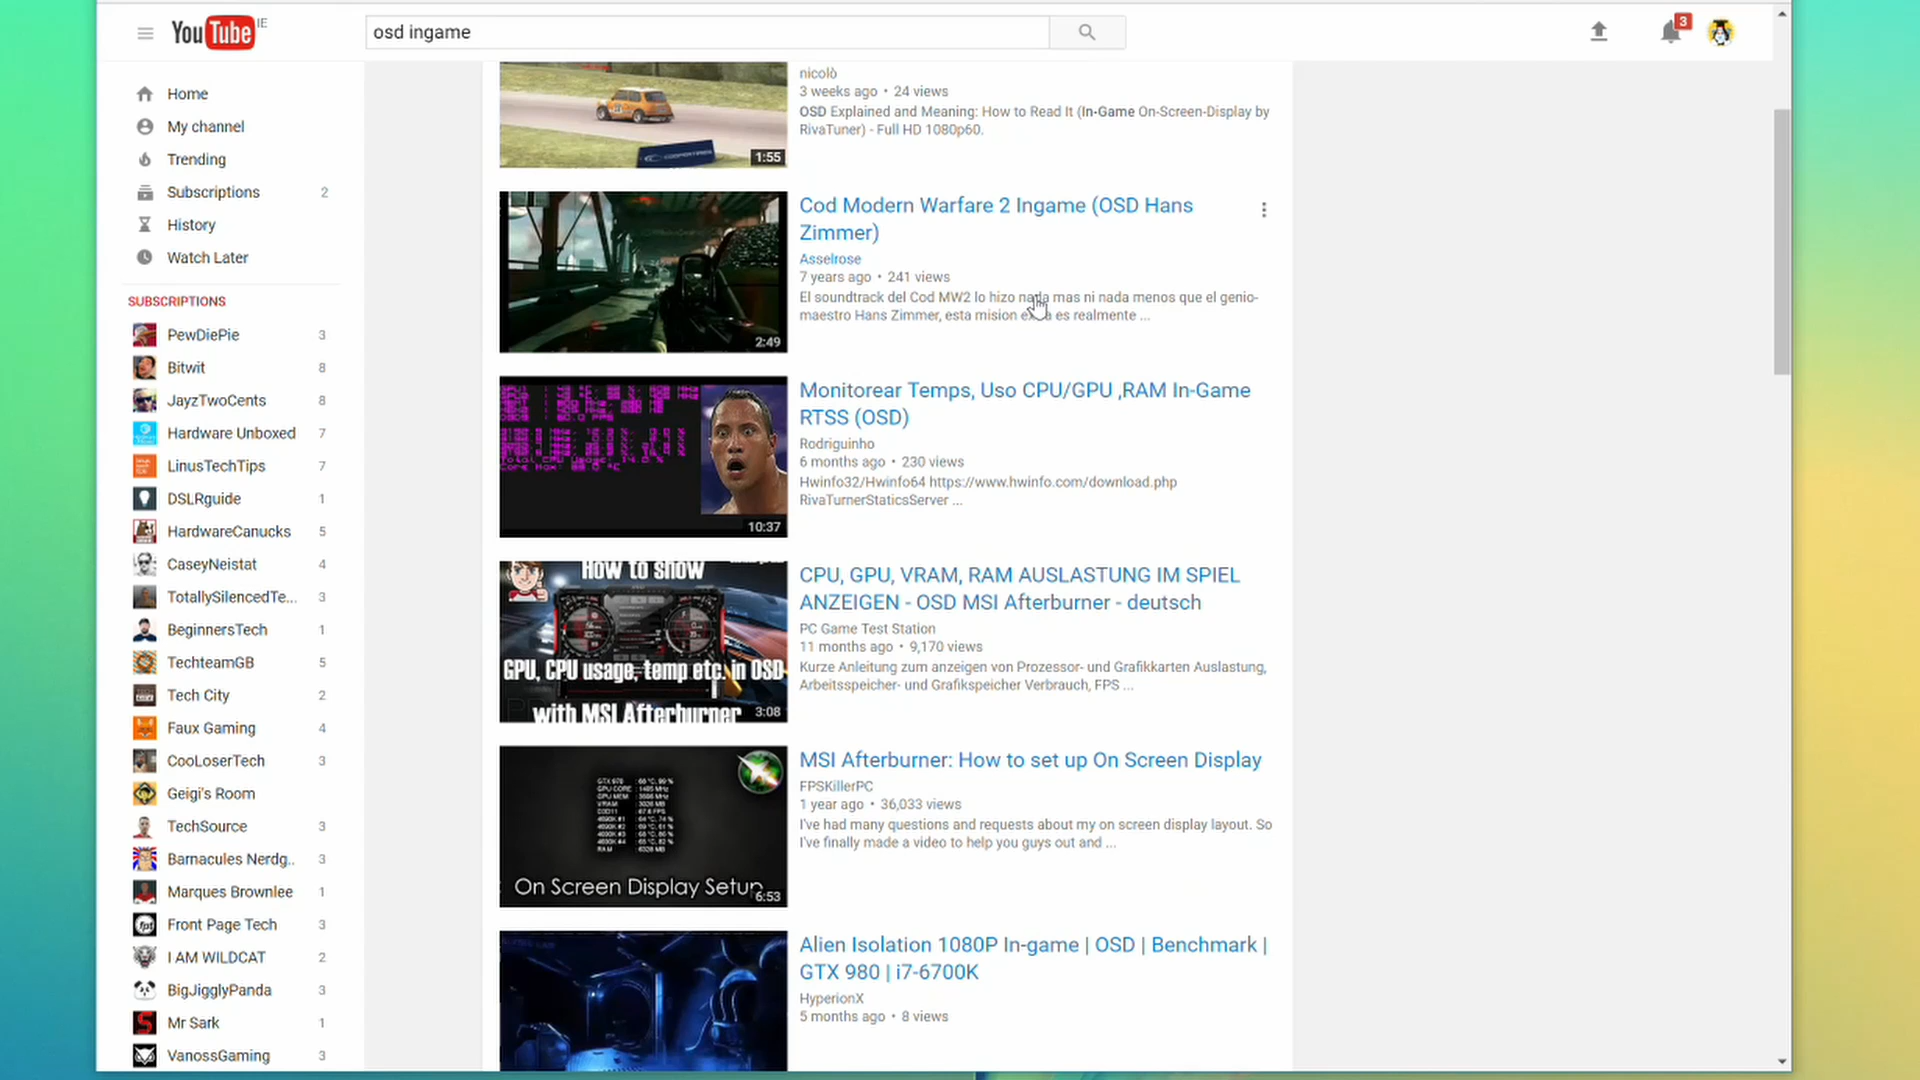 YouTube IE
osd ingame
3
Home
My channel
Trending
Subscriptions 2
History
Watch Later
SUBSCRIPTIONS
PewDiePie 3
Bitwit 8
JayzTwoCents 8
Hardware Unboxed 7
LinusTechTips 7
DSLRguide 1
HardwareCanucks 5
CaseyNeistat 4
TotallySilencedTe... 3
BeginnersTech 1
TechteamGB 5
Tech City 2
Faux Gaming 4
CooLoserTech 3
Geigi's Room
TechSource 3
Barnacules Nerdg.. 3
Marques Brownlee 1
Front Page Tech 3
I AM WILDCAT 2
BigJigglyPanda 3
Mr Sark 1
VanossGaming 3
1:55
nicolò
3 weeks ago • 24 views
OSD Explained and Meaning: How to Read It (In-Game On-Screen-Display by
RivaTuner) - Full HD 1080p60.
2:49
Cod Modern Warfare 2 Ingame (OSD Hans
Zimmer)
Asselrose
7 years ago • 241 views
El soundtrack del Cod MW2 lo hizo nada mas ni nada menos que el genio-
maestro Hans Zimmer, esta mision es realmente ...
10:37
Monitorear Temps, Uso CPU/GPU ,RAM In-Game
RTSS (OSD)
Rodriguinho
6 months ago • 230 views
Hwinfo32/Hwinfo64 https://www.hwinfo.com/download.php
RivaTurnerStaticsServer ...
How to show
GPU, CPU usage, temp etc. in OSD
with MSI Afterburner
3:08
CPU, GPU, VRAM, RAM AUSLASTUNG IM SPIEL
ANZEIGEN - OSD MSI Afterburner - deutsch
PC Game Test Station
11 months ago • 9,170 views
Kurze Anleitung zum anzeigen von Prozessor- und Grafikkarten Auslastung,
Arbeitsspeicher- und Grafikspeicher Verbrauch, FPS ...
On Screen Display Setup
6:53
MSI Afterburner: How to set up On Screen Display
FPSKillerPC
1 year ago • 36,033 views
I've had many questions and requests about my on screen display layout. So
I've finally made a video to help you guys out and ...
Alien Isolation 1080P In-game | OSD | Benchmark |
GTX 980 | i7-6700K
HyperionX
5 months ago • 8 views